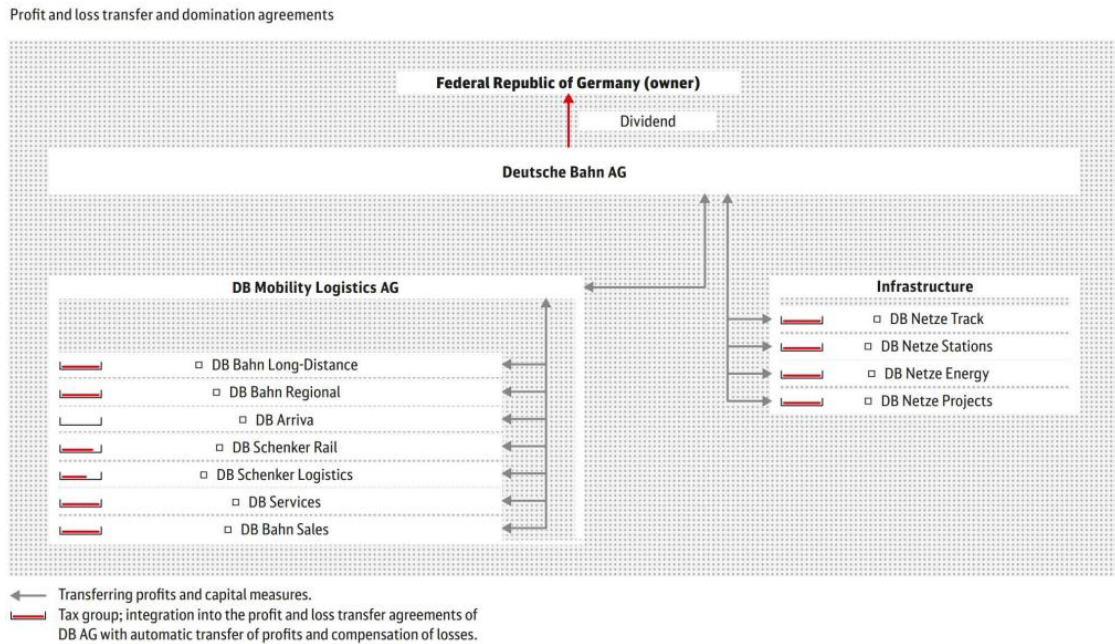 Profit and loss transfer and domination agreements
Federal Republic of Germany (owner)
Dividend
Deutsche Bahn AG
DB Mobility Logistics AG
DB Bahn Long-Distance
DB Bahn Regional
DB Arriva
DB Schenker Rail
DB Schenker Logistics
DB Services
DB Bahn Sales
Infrastructure
DB Netze Track
DB Netze Stations
DB Netze Energy
DB Netze Projects
Transferring profits and capital measures.
Tax group; integration into the profit and loss transfer agreements of
DB AG with automatic transfer of profits and compensation of losses.